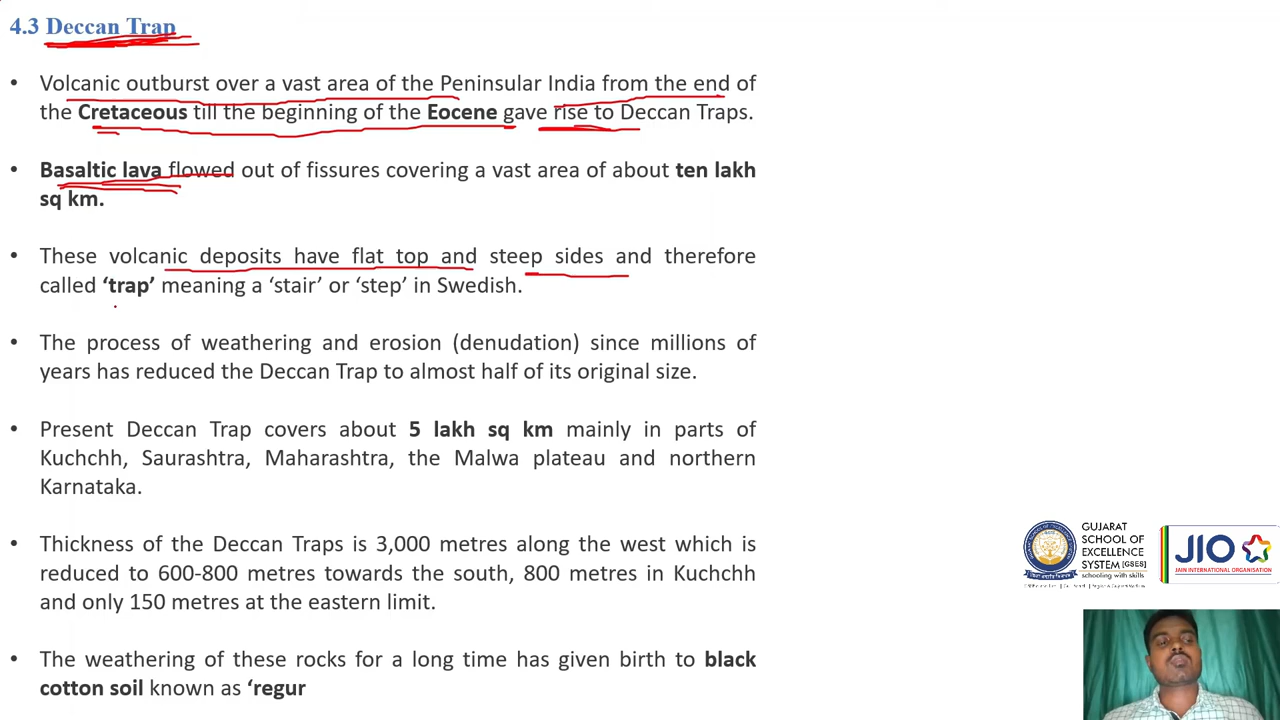 4.3 Deccan Trap
• Volcanic outburst over a vast area of the Peninsular India from the end of
the Cretaceous till the beginning of the Eocene gave rise to Deccan Traps.
• Basaltic lava flowed out of fissures covering a vast area of about ten lakh
sq km.
• These volcanic deposits have flat top and steep sides and therefore
called ‘trap’ meaning a ‘stair’ or ‘step’ in Swedish.
• The process of weathering and erosion (denudation) since millions of
years has reduced the Deccan Trap to almost half of its original size.
• Present Deccan Trap covers about 5 lakh sq km mainly in parts of
Kuchchh, Saurashtra, Maharashtra, the Malwa plateau and northern
Karnataka.
• Thickness of the Deccan Traps is 3,000 metres along the west which is
reduced to 600-800 metres towards the south, 800 metres in Kuchchh
and only 150 metres at the eastern limit.
• The weathering of these rocks for a long time has given birth to black
cotton soil known as ‘regur
GUJARAT
SCHOOL OF
EXCELLENCE
SYSTEM [GSES]
schooling with skills
JIO
JAIN INTERNATIONAL ORGANISATION